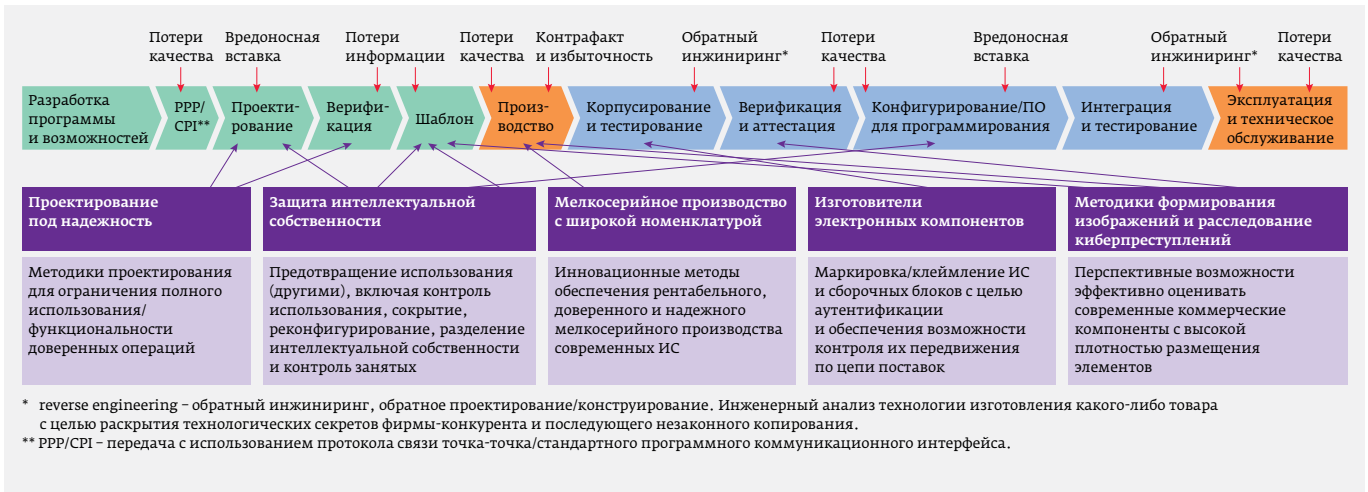 Потери
качества
Вредоносная
вставка
Потери
информации
Потери
качества
Контрафакт
и избыточность
Обратный
инжиниринг*
Потери
качества
Вредоносная
вставка
Обратный
инжиниринг*
Потери
качества
Разработка
программы
и возможностей
PPP/
CPI**
Проекти-
рование
Верифи-
кация
Шаблон
Произ-
водство
Корпусирование
и тестирование
Верификация
и аттестация
Конфигурирование/ПО
для программирования
Интеграция
и тестирование
Эксплуатация
и техническое
обслуживание
Проектирование
под надежность
Защита интеллектуальной
собственности
Мелкосерийное производство
с широкой номенклатурой
Изготовители
электронных компонентов
Методики формирования
изображений и расследование
киберпреступлений
Методики проектирования
для ограничения полного
использования/
функциональности
доверенных операций
Предотвращение использования
(другими), включая контроль
использования, сокрытие,
реконфигурирование, разделение
интеллектуальной собственности
и контроль занятых
Инновационные методы
обеспечения рентабельного,
доверенного и надежного
мелкосерийного производства
современных ИС
Маркировка/клеймление ИС
и сборочных блоков с целью
аутентификации
и обеспечения возможности
контроля их передвижения
по цепи поставок
Перспективные возможности
эффективно оценивать
современные коммерческие
компоненты с высокой
плотностью размещения
элементов
* reverse engineering – обратный инжиниринг, обратное проектирование/конструирование. Инженерный анализ технологии изготовления какого-либо товара
с целью раскрытия технологических секретов фирмы-конкурента и последующего незаконного копирования.
** PPP/CPI – передача с использованием протокола связи точка-точка/стандартного программного коммуникационного интерфейса.